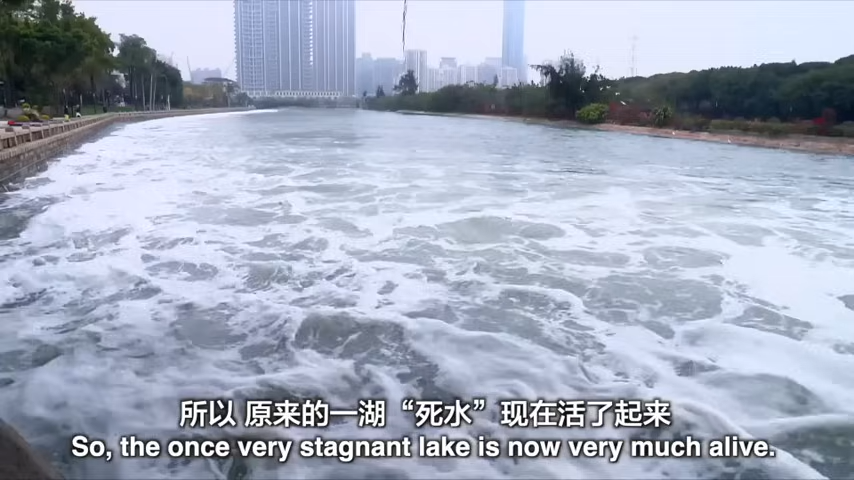 所以 原来的一湖“死水”现在活了起来
So, the once very stagnant lake is now very much alive.